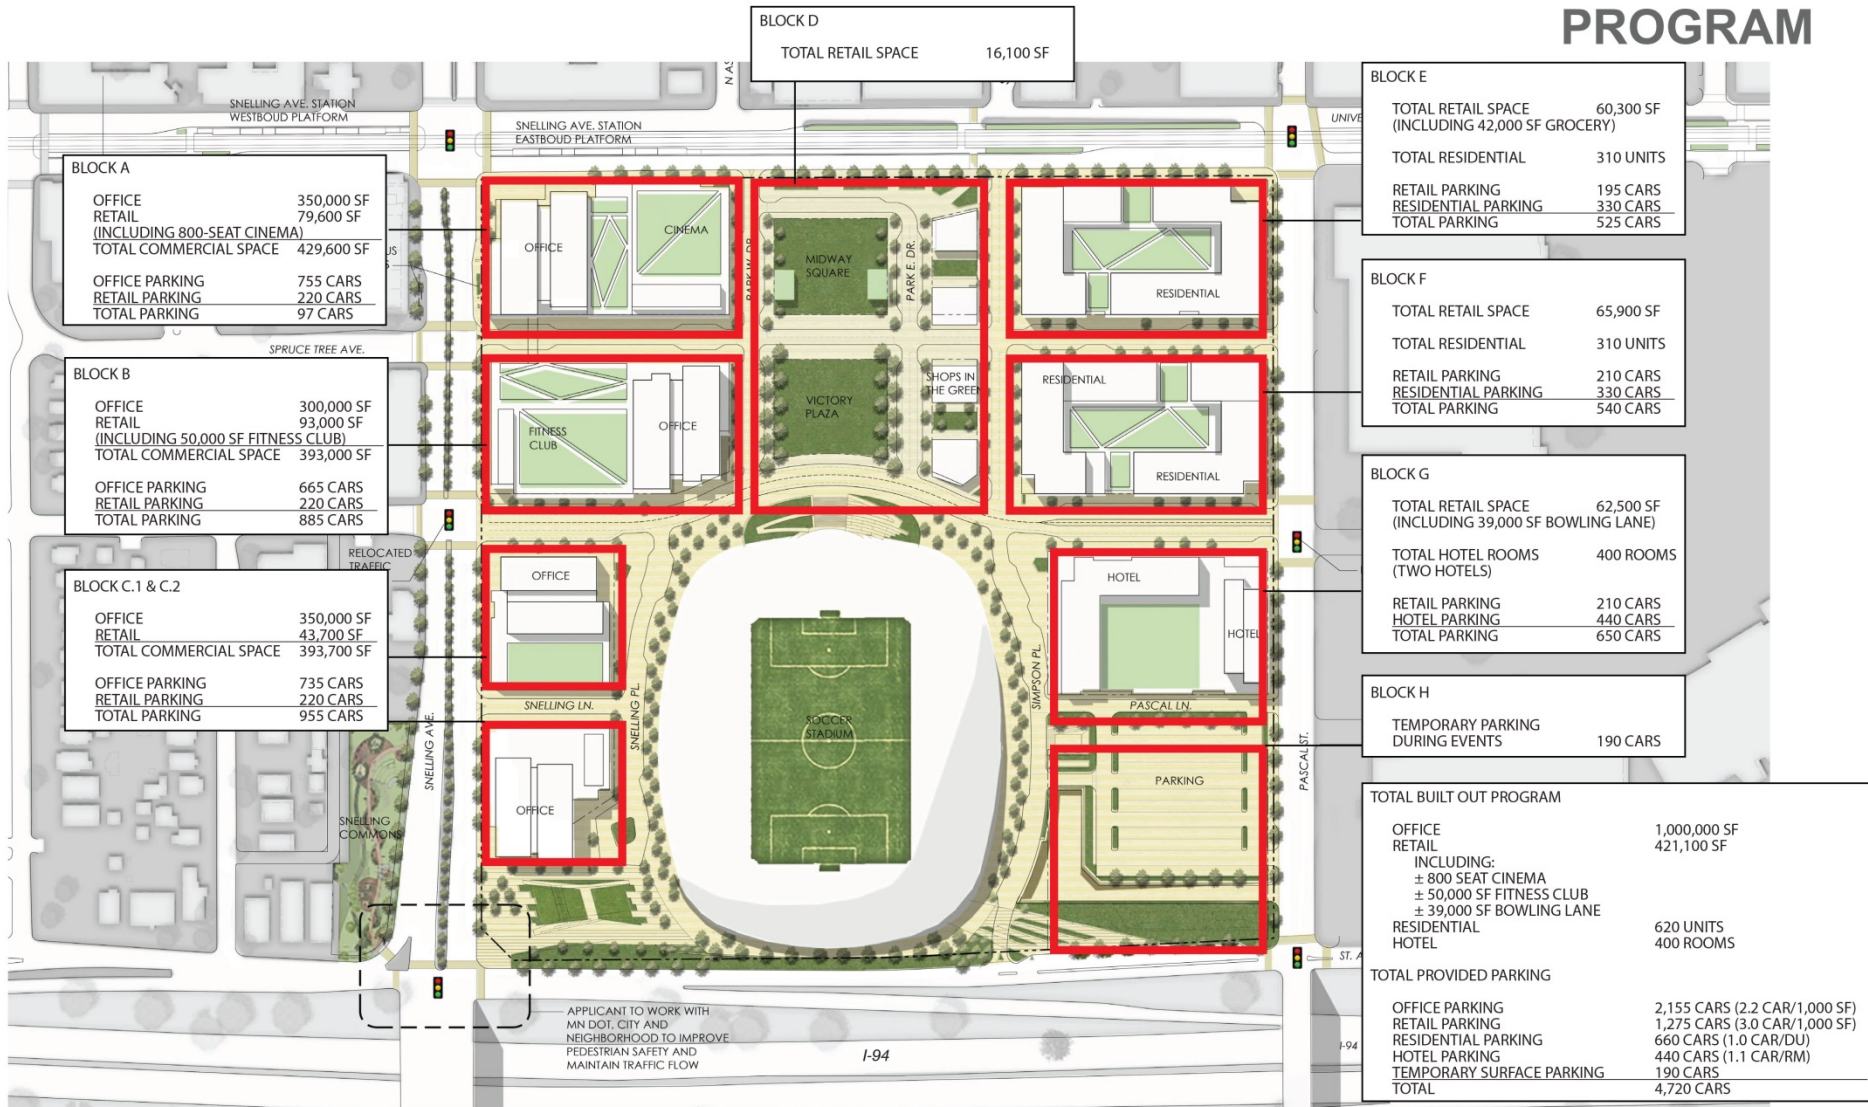 PROGRAM
BLOCK D
TOTAL RETAIL SPACE 16,100 SF
BLOCK A
OFFICE 350,000 SF
RETAIL 79,600 SF
(INCLUDING 800-SEAT CINEMA)
TOTAL COMMERCIAL SPACE 429,600 SF
OFFICE PARKING 755 CARS
RETAIL PARKING 220 CARS
TOTAL PARKING 97 CARS
BLOCK B
OFFICE 300,000 SF
RETAIL 93,000 SF
(INCLUDING 50,000 SF FITNESS CLUB)
TOTAL COMMERCIAL SPACE 393,000 SF
OFFICE PARKING 665 CARS
RETAIL PARKING 220 CARS
TOTAL PARKING 885 CARS
BLOCK C.1 & C.2
OFFICE 350,000 SF
RETAIL 43,700 SF
TOTAL COMMERCIAL SPACE 393,700 SF
OFFICE PARKING 735 CARS
RETAIL PARKING 220 CARS
TOTAL PARKING 955 CARS
SNELLING AVE. STATION
WESTBOUD PLATFORM
SNELLING AVE. STATION
EASTBOUD PLATFORM
N AS
UNIVE
US
SPRUCE TREE AVE.
OFFICE
CINEMA
PARK W. DR.
MIDWAY
SQUARE
PARK E. DR.
RESIDENTIAL
FITNESS
CLUB
OFFICE
VICTORY
PLAZA
SHOPS IN
THE GREEN
RESIDENTIAL
RESIDENTIAL
RELOCATED
TRAFFIC
OFFICE
HOTEL
HOTEL
SNELLING LN.
SNELLING PL.
SOCCER
STADIUM
SIMPSON PL.
PASCAL LN.
PASCAL ST.
SNELLING AVE.
SNELLING
COMMONS
OFFICE
PARKING
ST. A
APPLICANT TO WORK WITH
MN DOT, CITY AND
NEIGHBORHOOD TO IMPROVE
PEDESTRIAN SAFETY AND
MAINTAIN TRAFFIC FLOW
I-94
I-94
BLOCK E
TOTAL RETAIL SPACE 60,300 SF
(INCLUDING 42,000 SF GROCERY)
TOTAL RESIDENTIAL 310 UNITS
RETAIL PARKING 195 CARS
RESIDENTIAL PARKING 330 CARS
TOTAL PARKING 525 CARS
BLOCK F
TOTAL RETAIL SPACE 65,900 SF
TOTAL RESIDENTIAL 310 UNITS
RETAIL PARKING 210 CARS
RESIDENTIAL PARKING 330 CARS
TOTAL PARKING 540 CARS
BLOCK G
TOTAL RETAIL SPACE 62,500 SF
(INCLUDING 39,000 SF BOWLING LANE)
TOTAL HOTEL ROOMS 400 ROOMS
(TWO HOTELS)
RETAIL PARKING 210 CARS
HOTEL PARKING 440 CARS
TOTAL PARKING 650 CARS
BLOCK H
TEMPORARY PARKING
DURING EVENTS 190 CARS
TOTAL BUILT OUT PROGRAM
OFFICE 1,000,000 SF
RETAIL 421,100 SF
INCLUDING:
± 800 SEAT CINEMA
± 50,000 SF FITNESS CLUB
± 39,000 SF BOWLING LANE
RESIDENTIAL 620 UNITS
HOTEL 400 ROOMS
TOTAL PROVIDED PARKING
OFFICE PARKING 2,155 CARS (2.2 CAR/1,000 SF)
RETAIL PARKING 1,275 CARS (3.0 CAR/1,000 SF)
RESIDENTIAL PARKING 660 CARS (1.0 CAR/DU)
HOTEL PARKING 440 CARS (1.1 CAR/RM)
TEMPORARY SURFACE PARKING 190 CARS
TOTAL 4,720 CARS